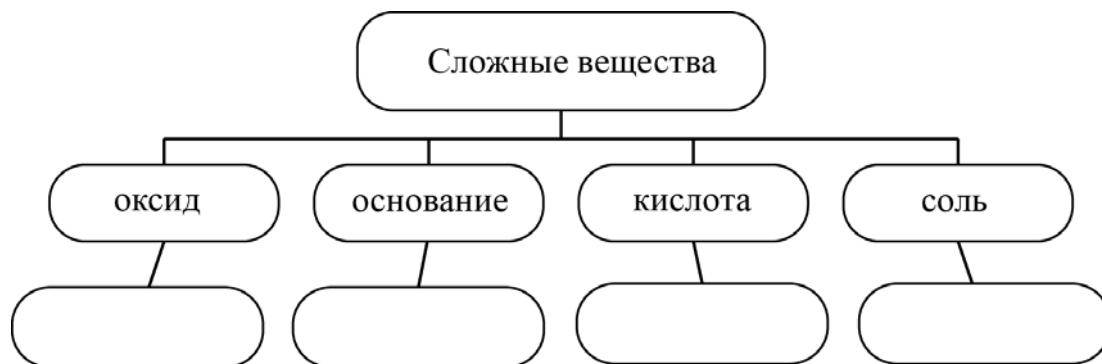 Сложные вещества
оксид
основание
кислота
соль